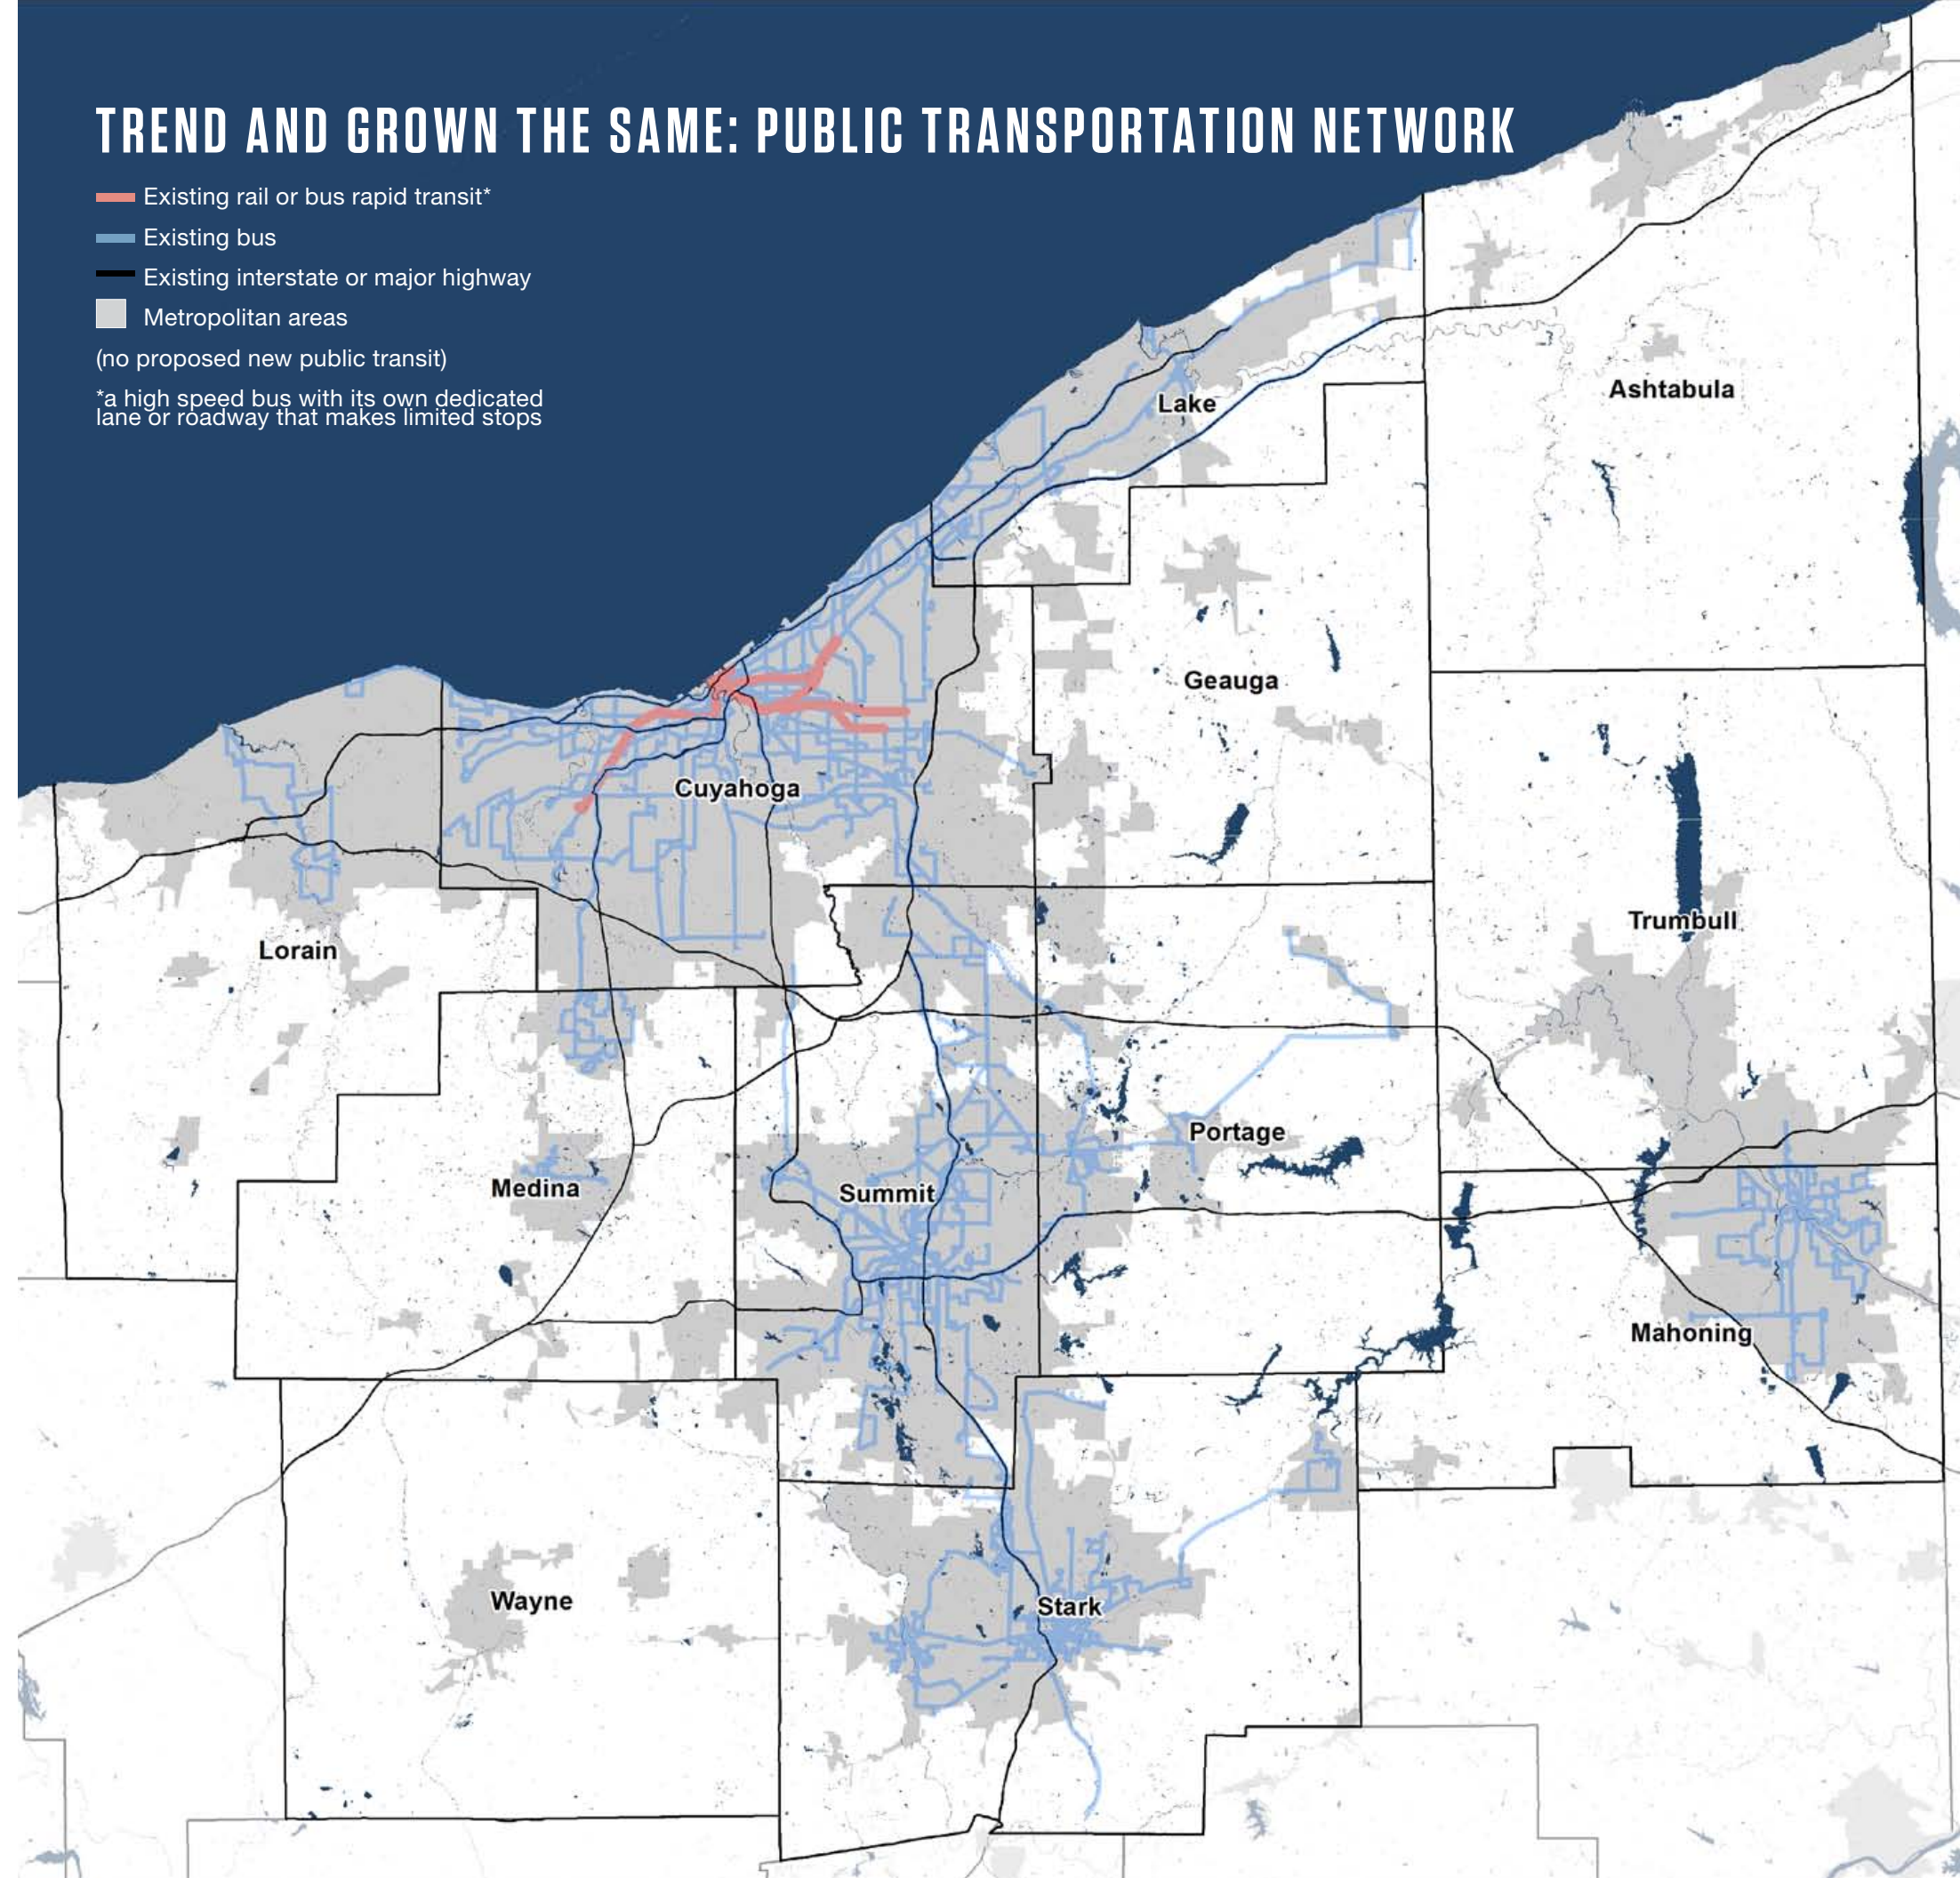 TREND AND GROWN THE SAME: PUBLIC TRANSPORTATION NETWORK
Existing rail or bus rapid transit*
Existing bus
Existing interstate or major highway
Metropolitan areas
(no proposed new public transit)
*a high speed bus with its own dedicated
lane or roadway that makes limited stops
Ashtabula
Lake
Geauga
Cuyahoga
Trumbull
Lorain
Portage
Medina
Summit
Mahoning
Wayne
Stark